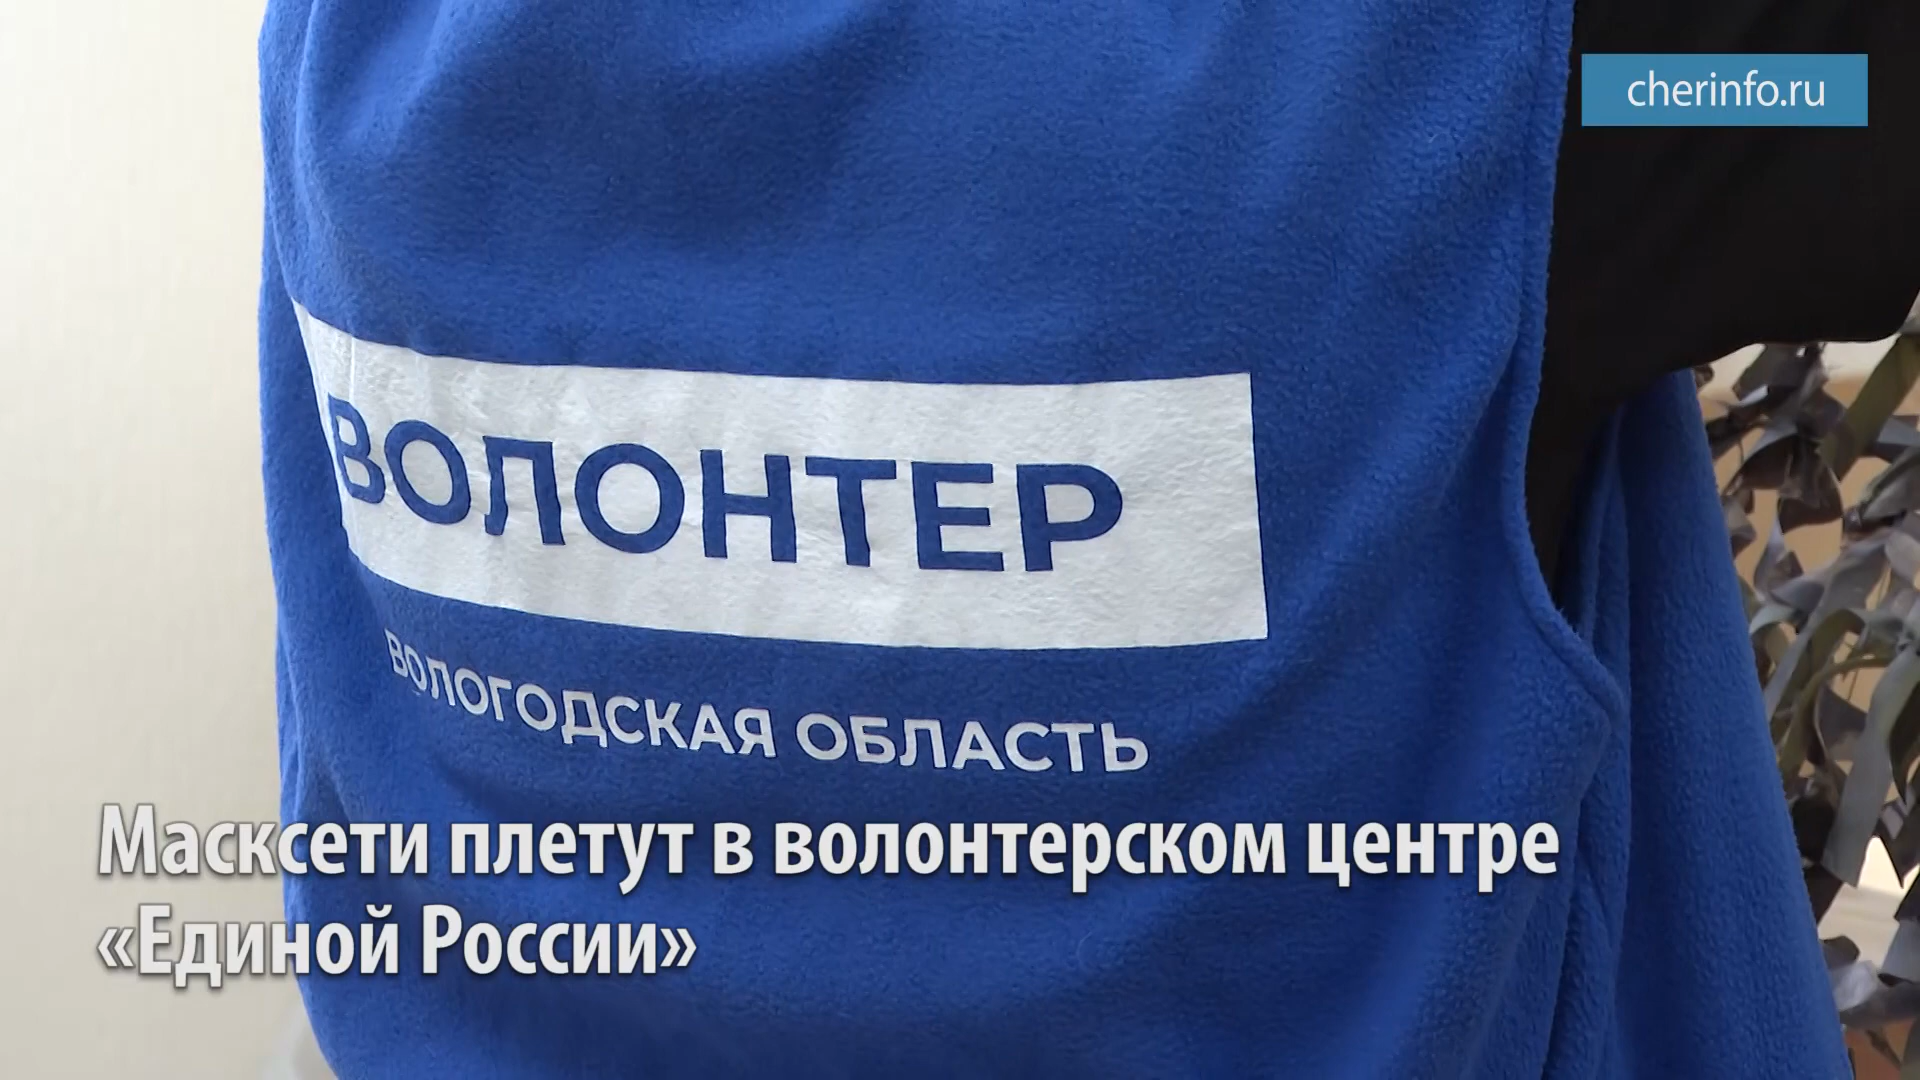 cherinfo.ru
ВОЛОНТЕР
ВОЛОГОДСКАЯ ОБЛАСТЬ
Масксети плетут в волонтерском центре
«Единой России»